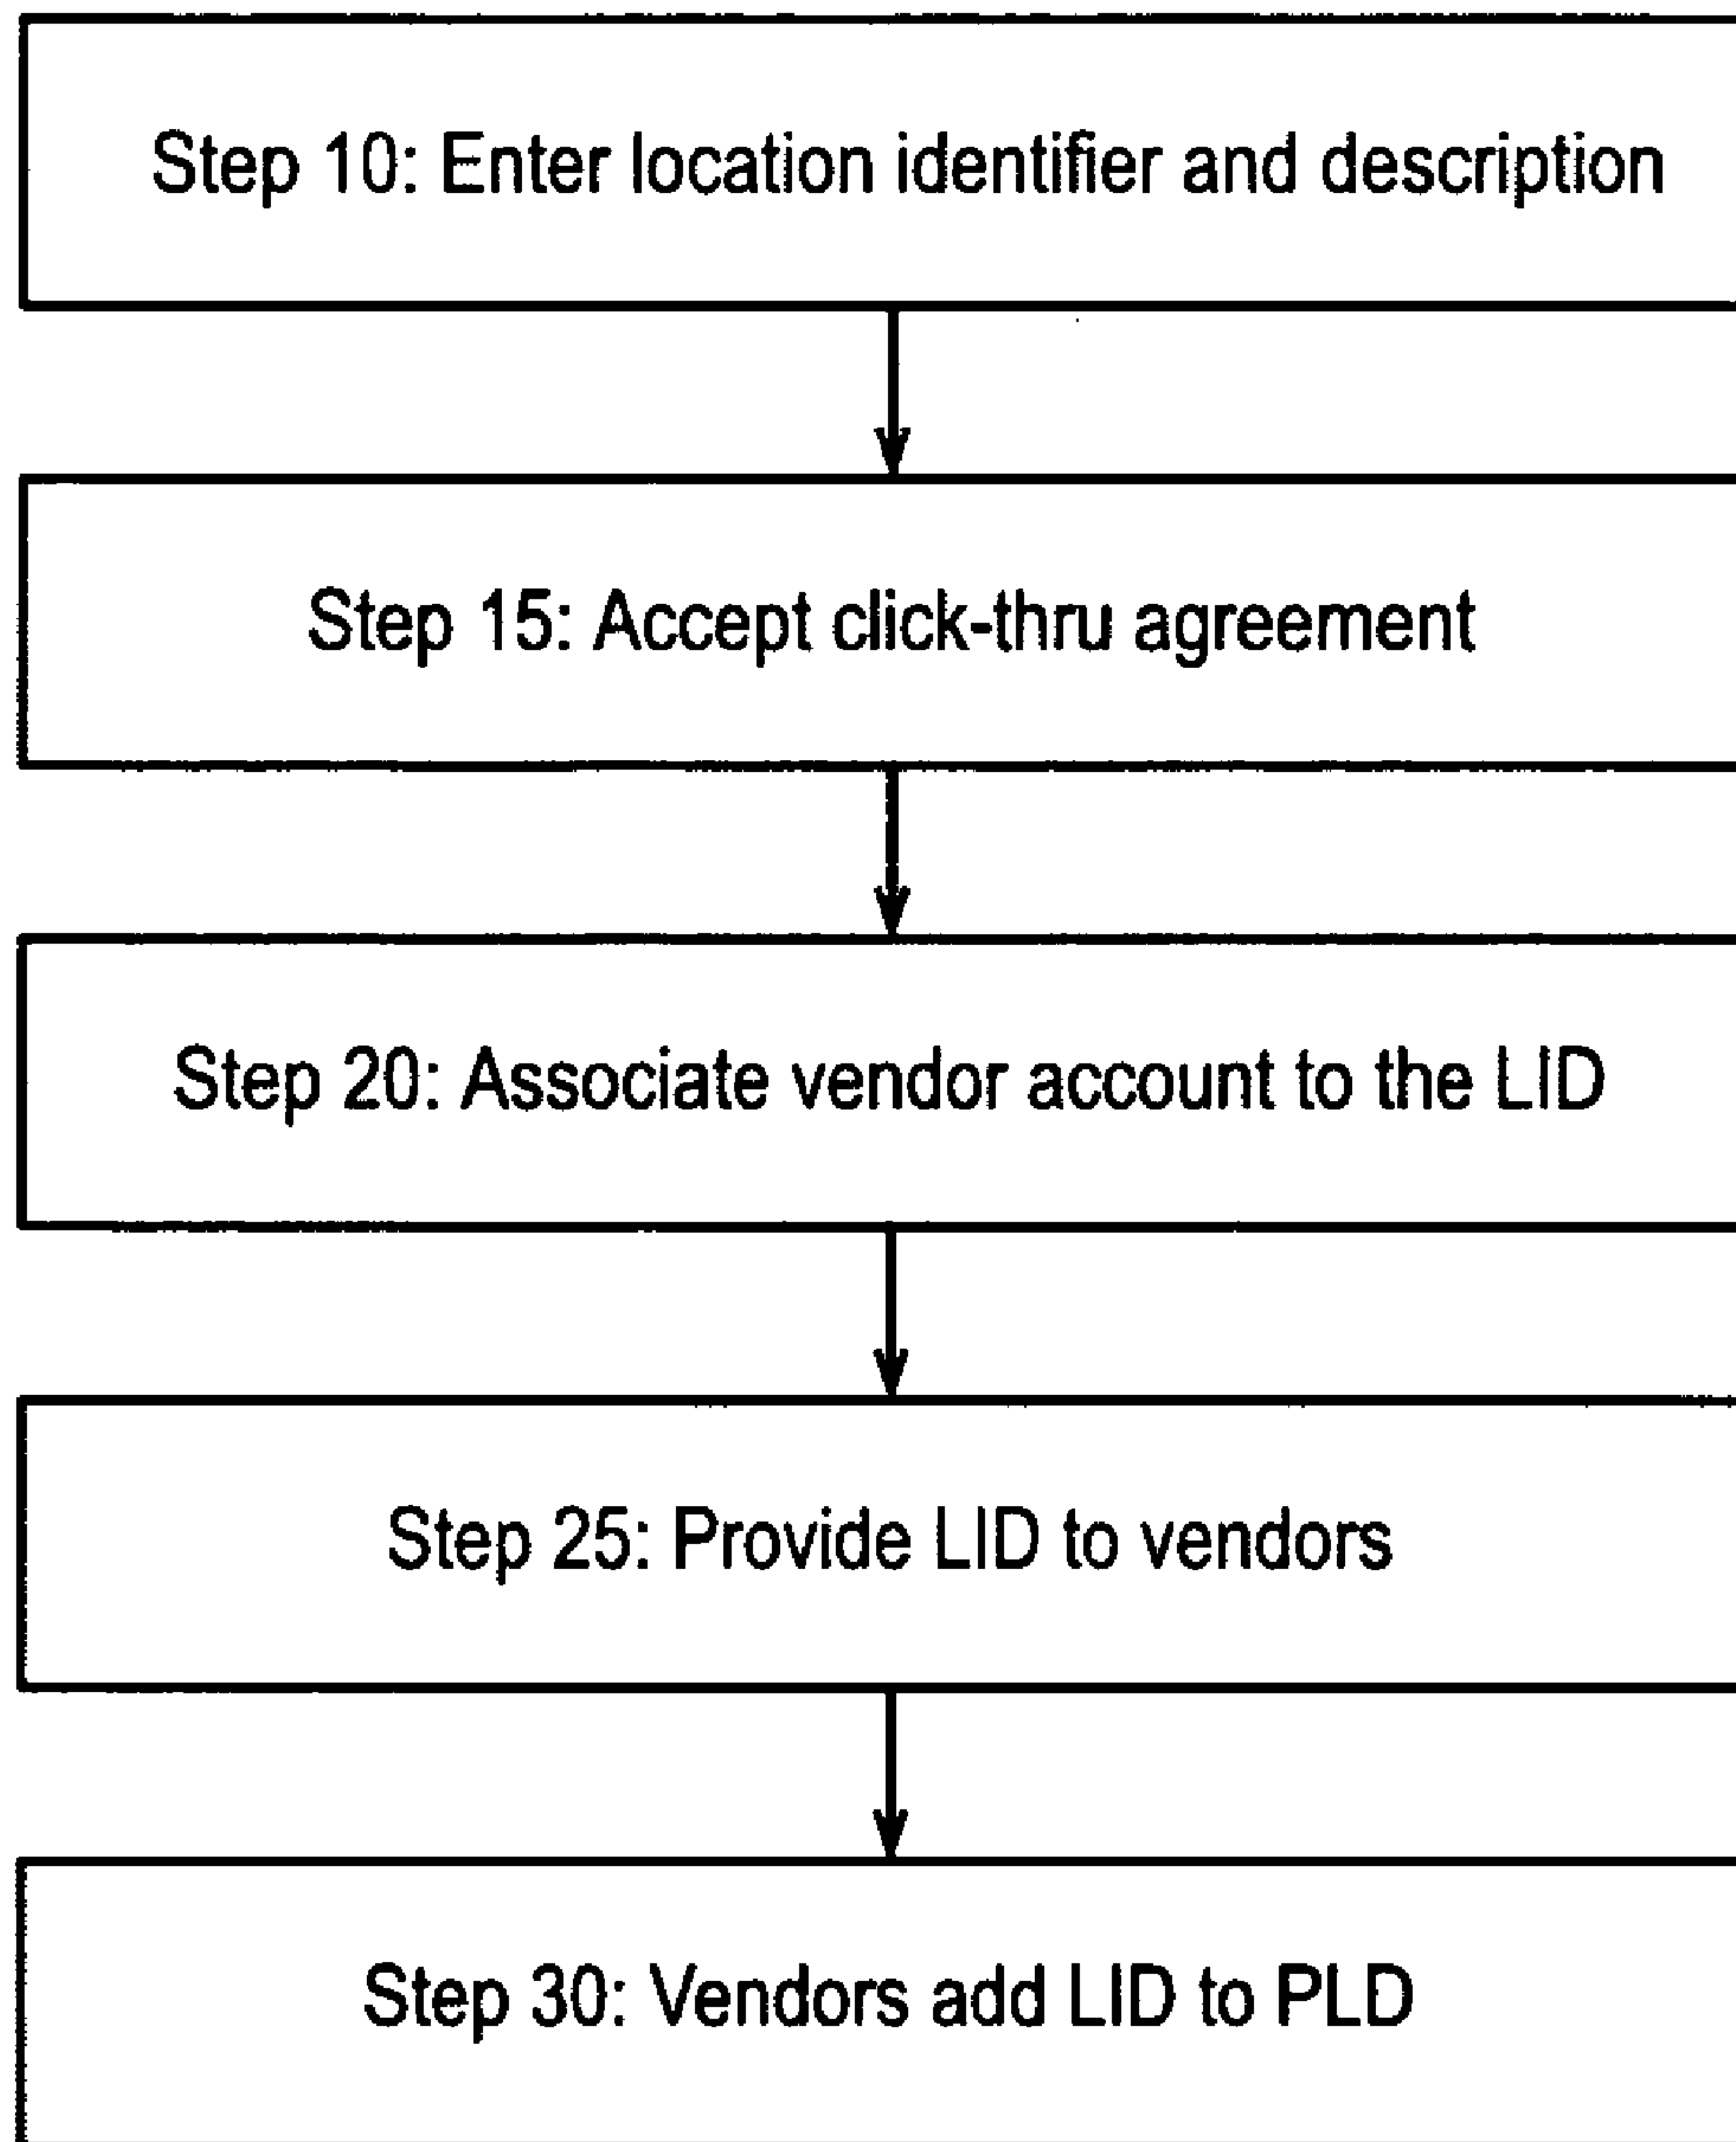 Step 10: Enter location identifier and description
Step 15: Accept click-thru agreement
Step 20: Associate vendor account to the LID
Step 25: Provide LID to vendors
Step 30: Vendors add LID to PLD